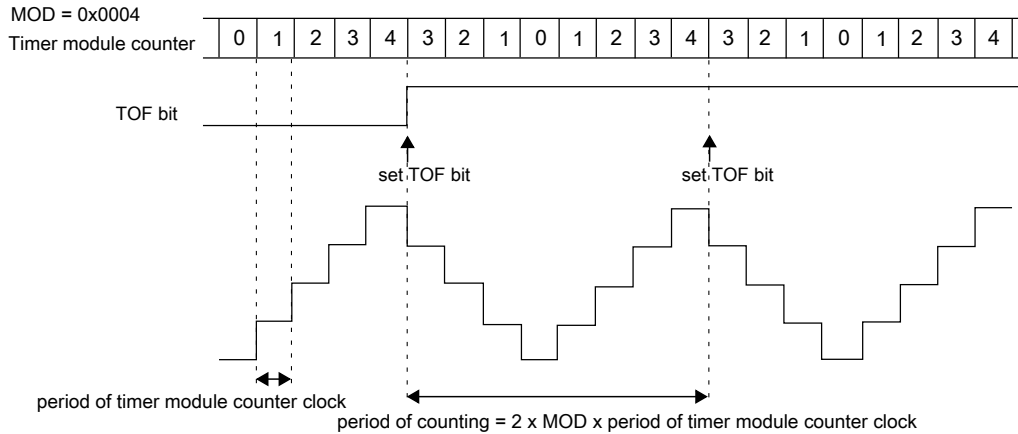 MOD = 0x0004
Timer module counter 0 1 2 3 4 3 2 1 0 1 2 3 4 3 2 1 0 1 2 3 4
TOF bit
set TOF bit set TOF bit
period of timer module counter clock
period of counting = 2 x MOD x period of timer module counter clock